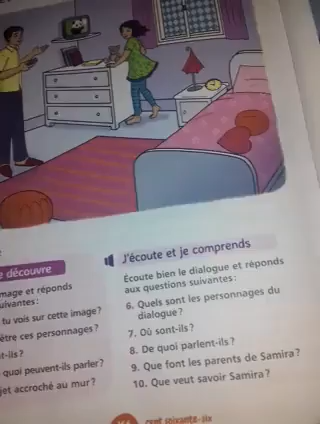 découvre
mage et réponds
uivantes :
tu vois sur cette image ?
être ces personnages ?
t-ils ?
quoi peuvent-ils parler ?
jet accroché au mur ?
J'écoute et je comprends
Écoute bien le dialogue et réponds
aux questions suivantes :
6. Quels sont les personnages du
dialogue ?
7. Où sont-ils ?
8. De quoi parlent-ils ?
9. Que font les parents de Samira ?
10. Que veut savoir Samira ?
cent soixante-six